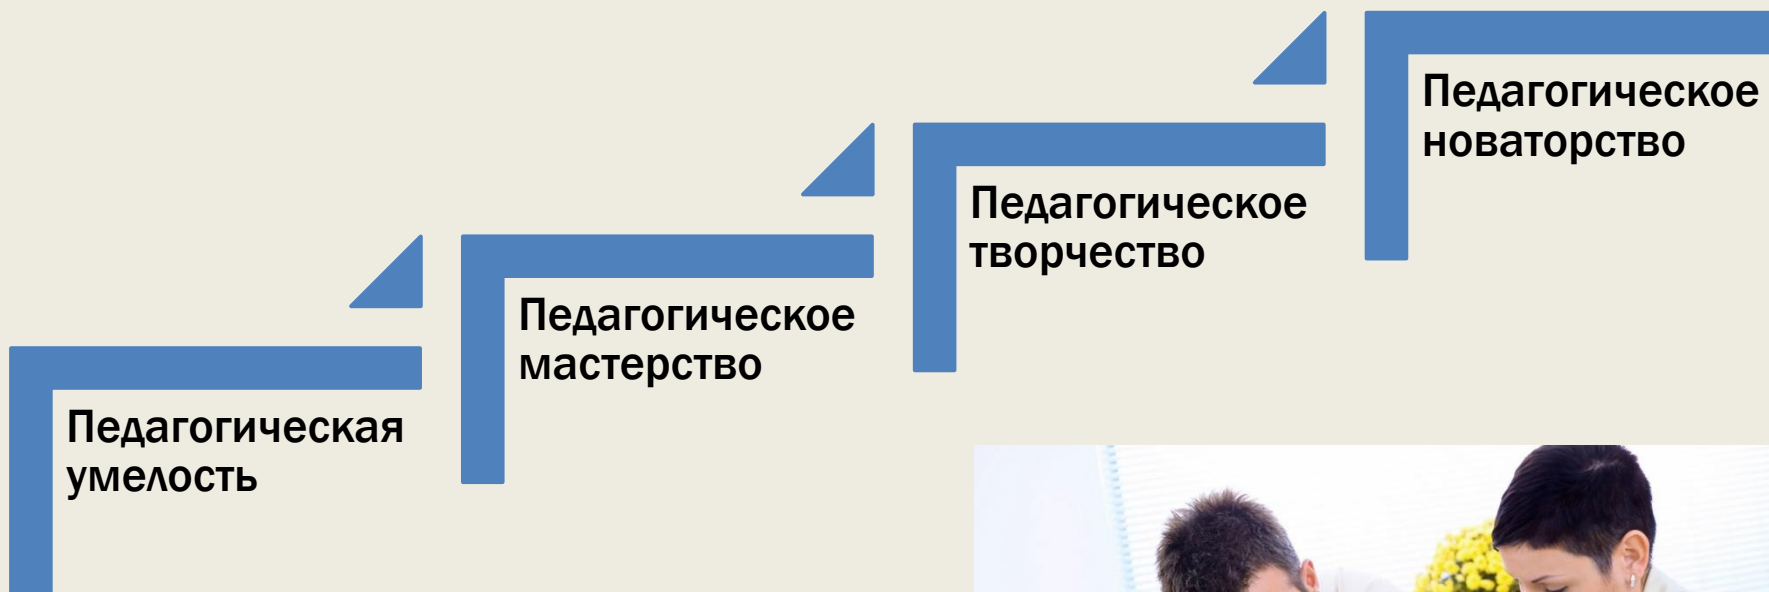 Педагогическая
умелость
Педагогическое
мастерство
Педагогическое
творчество
Педагогическое
новаторство